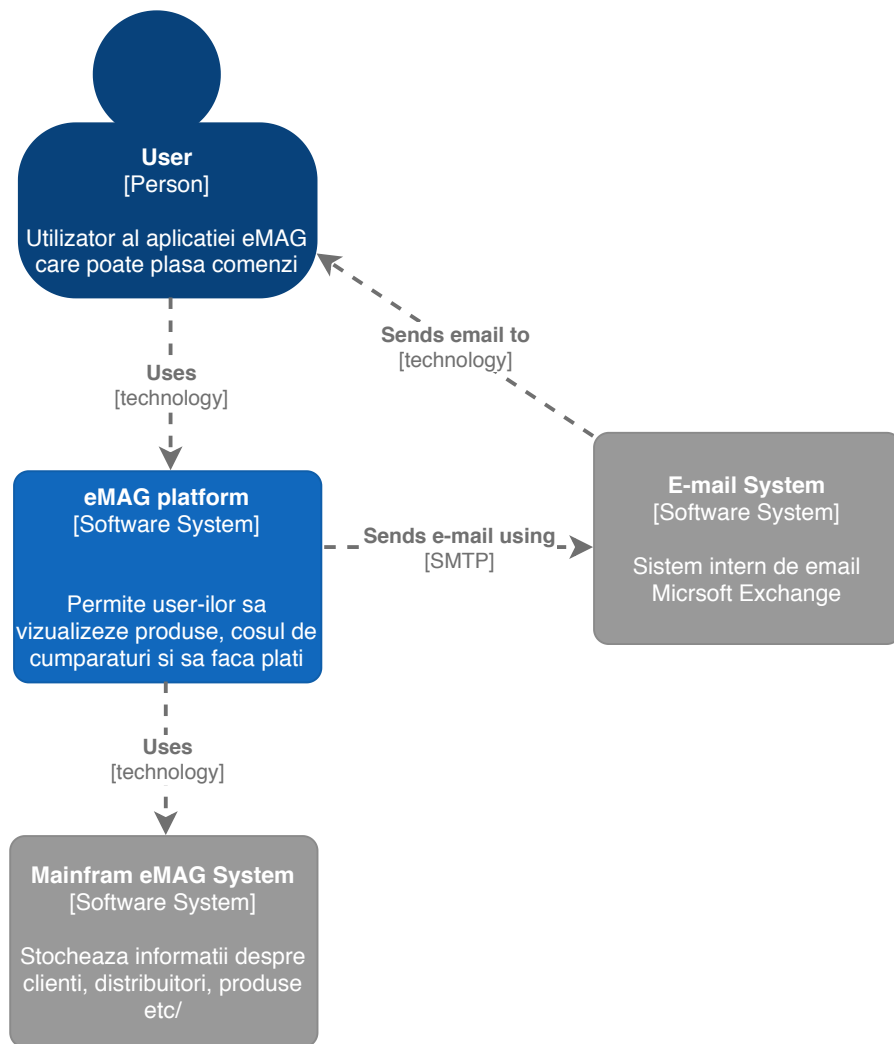 User
[Person]
Utilizator al aplicatiei eMAG
care poate plasa comenzi
Sends email to
[technology]
Uses
[technology]
eMAG platform
[Software System]
Permite user-ilor sa
vizualizeze produse, cosul de
cumparaturi si sa faca plati
Sends e-mail using
[SMTP]
E-mail System
[Software System]
Sistem intern de email
Micrsoft Exchange
Uses
[technology]
Mainfram eMAG System
[Software System]
Stocheaza informatii despre
clienti, distribuitori, produse
etc/